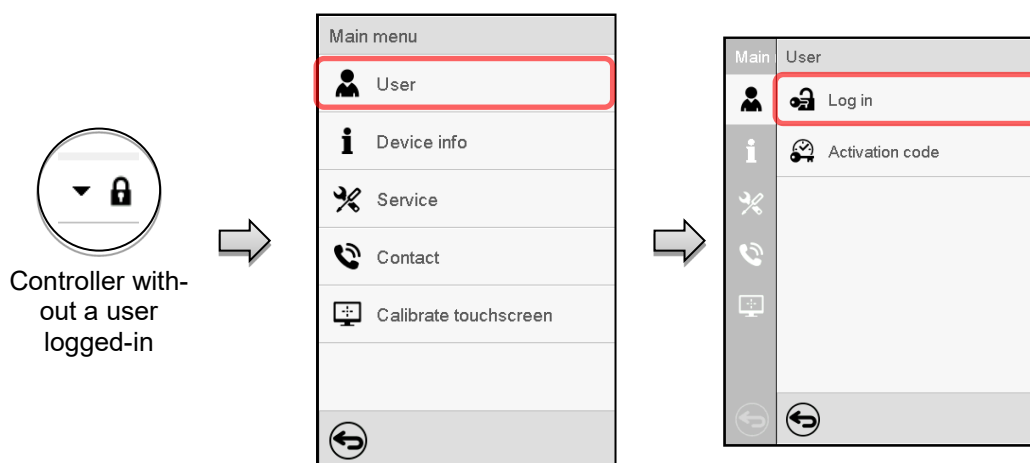 Controller with-
out a user
logged-in
Main menu
User
Device info
Service
Contact
Calibrate touchscreen
Main
User
Log in
Activation code